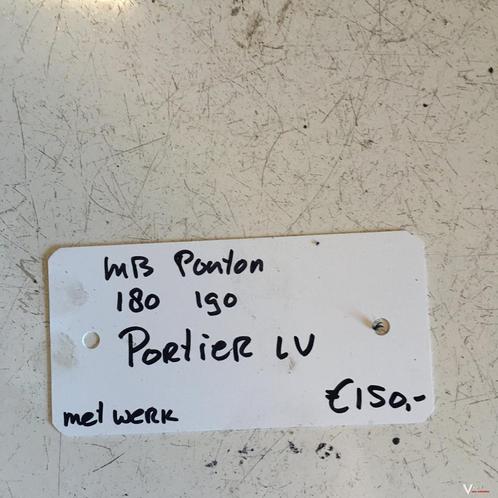 MB Ponton
180 190
PORTIER LV
€150,-
met WERK